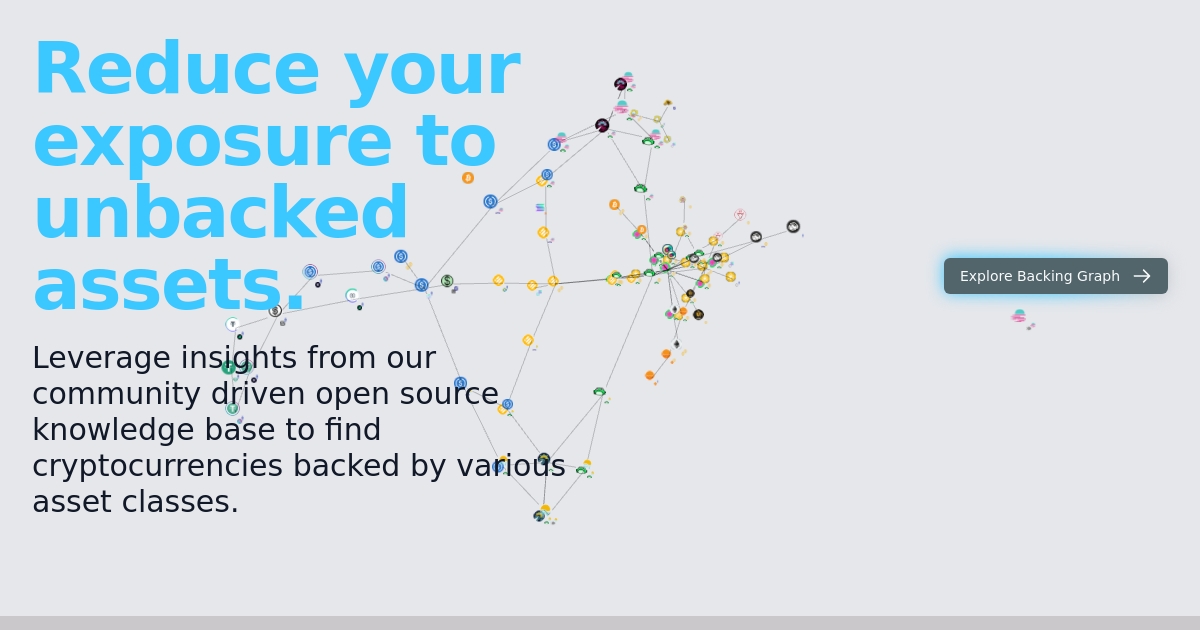 Reduce your
exposure to
unbacked
assets.
Leverage insights from our
community driven open source
knowledge base to find
cryptocurrencies backed by various
asset classes.
Explore Backing Graph